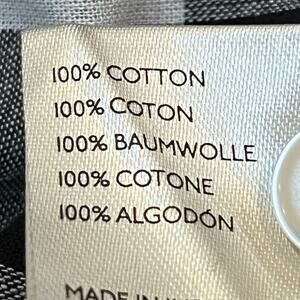 100% COTTON
100% COTON
100% BAUMWOLLE
100% COTONE
100% ALGODÓN
MADE IN